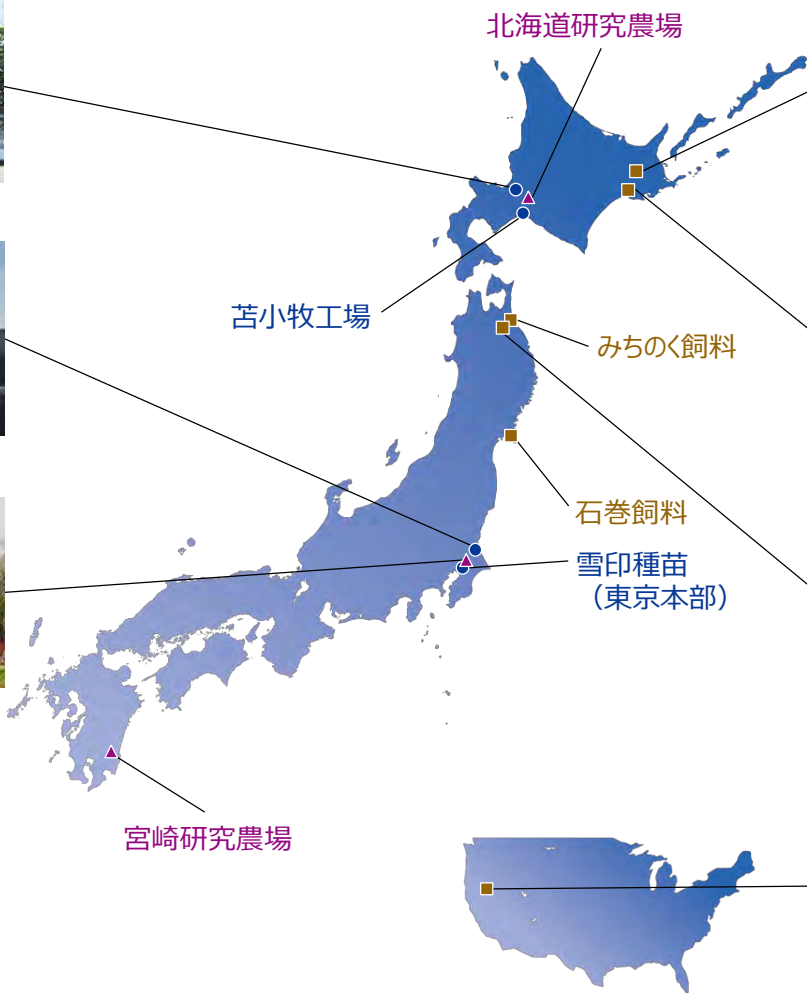 北海道研究農場
苫小牧工場
みちのく飼料
石巻飼料
雪印種苗
（東京本部）
宮崎研究農場